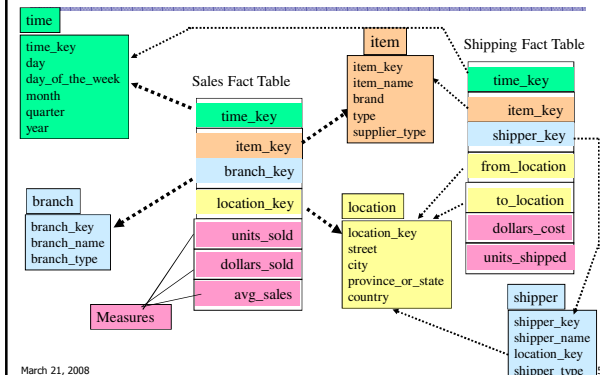 time
time_key
day
day_of_the_week
month
quarter
year
Sales Fact Table
time_key
item_key
branch_key
location_key
units_sold
dollars_sold
avg_sales
Measures
branch
branch_key
branch_name
branch_type
item
item_key
item_name
brand
type
supplier_type
location
location_key
street
city
province_or_state
country
Shipping Fact Table
time_key
item_key
shipper_key
from_location
to_location
dollars_cost
units_shipped
shipper
shipper_key
shipper_name
location_key
shipper_type
March 21, 2008
5